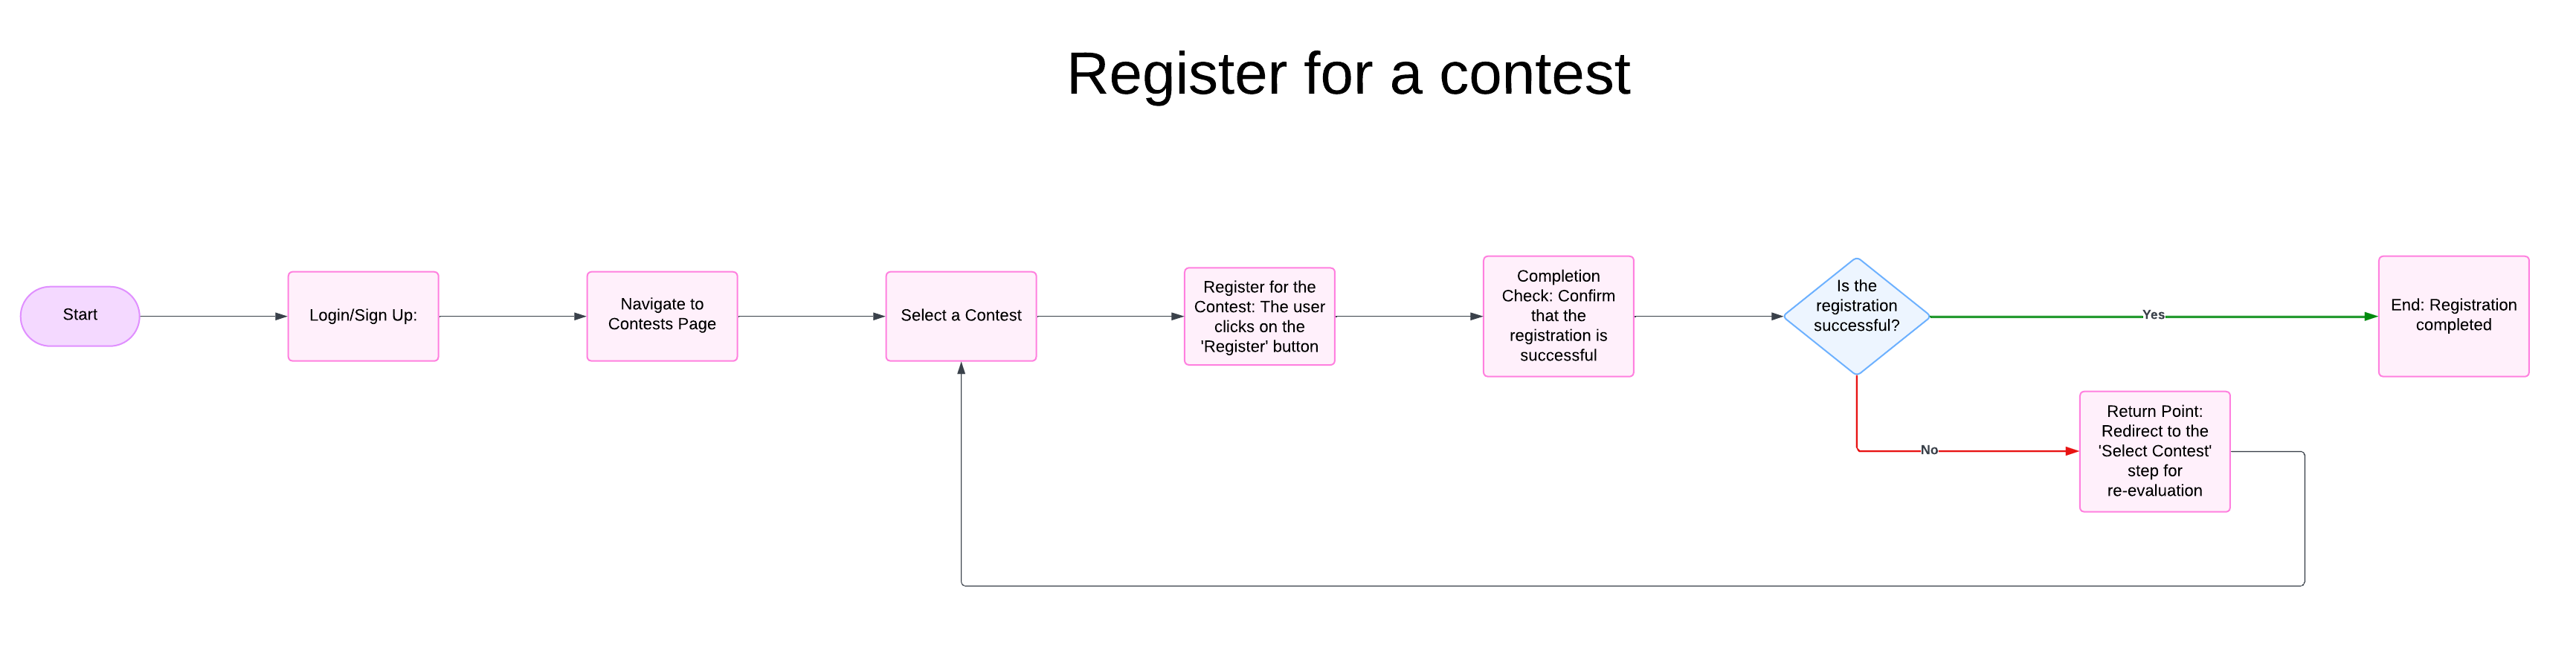 Register for a contest
Start
Login/Sign Up:
Navigate to
Contests Page
Select a Contest
Register for the
Contest: The user
clicks on the
'Register' button
Completion
Check: Confirm
that the
registration is
successful
Is the
registration
successful?
Yes
End: Registration
completed
No
Return Point:
Redirect to the
'Select Contest'
step for
re-evaluation